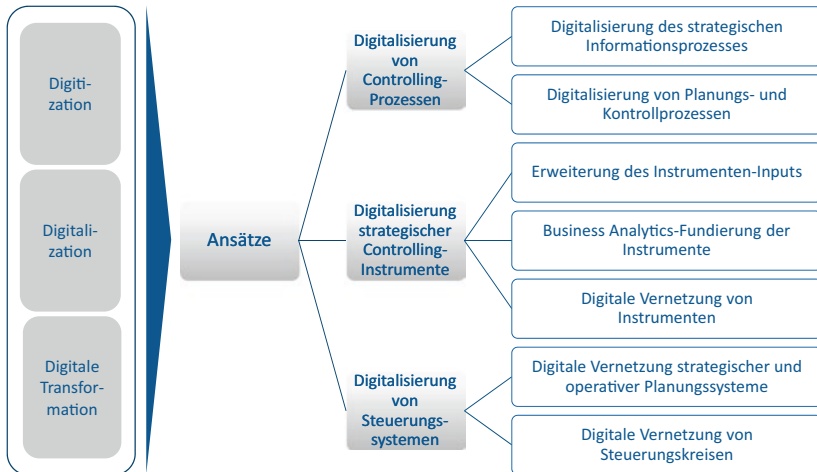 Digiti-
zation
Digitali-
zation
Digitale
Transfor-
mation
Ansätze
Digitalisierung
von
Controlling-
Prozessen
Digitalisierung des strategischen
Informationsprozesses
Digitalisierung von Planungs- und
Kontrollprozessen
Digitalisierung
strategischer
Controlling-
Instrumente
Erweiterung des Instrumenten-Inputs
Business Analytics-Fundierung der
Instrumente
Digitale Vernetzung von
Instrumenten
Digitalisierung
von
Steuerungs-
systemen
Digitale Vernetzung strategischer und
operativer Planungssysteme
Digitale Vernetzung von
Steuerungskreisen